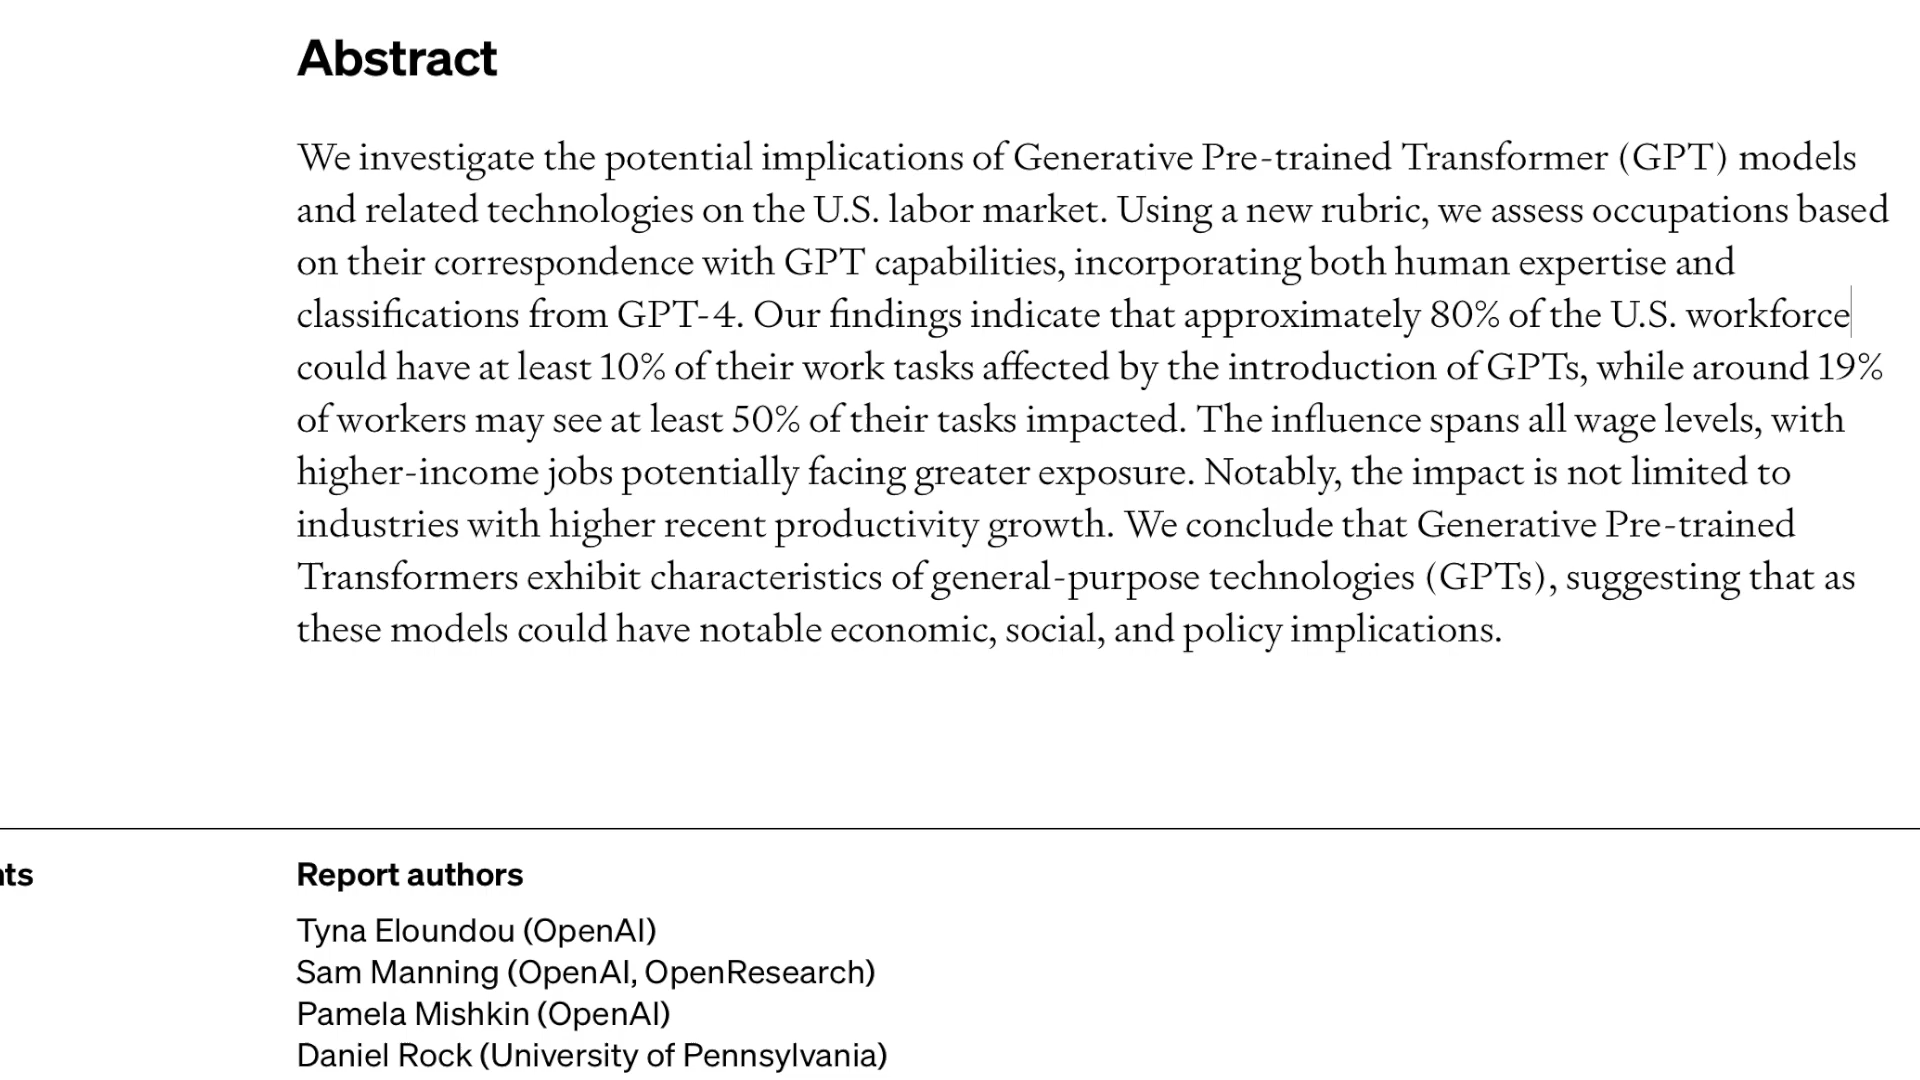 Abstract
We investigate the potential implications of Generative Pre-trained Transformer (GPT) models
and related technologies on the U.S. labor market. Using a new rubric, we assess occupations based
on their correspondence with GPT capabilities, incorporating both human expertise and
classifications from GPT-4. Our findings indicate that approximately 80% of the U.S. workforce
could have at least 10% of their work tasks affected by the introduction of GPTs, while around 19%
of workers may see at least 50% of their tasks impacted. The influence spans all wage levels, with
higher-income jobs potentially facing greater exposure. Notably, the impact is not limited to
industries with higher recent productivity growth. We conclude that Generative Pre-trained
Transformers exhibit characteristics of general-purpose technologies (GPTs), suggesting that as
these models could have notable economic, social, and policy implications.
nts
Report authors
Tyna Eloundou (OpenAI)
Sam Manning (OpenAI, OpenResearch)
Pamela Mishkin (OpenAI)
Daniel Rock (University of Pennsylvania)